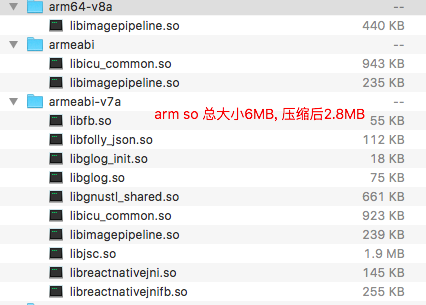 arm64-v8a --
libimagepipeline.so 440 KB
armeabi --
libicu_common.so 943 KB
libimagepipeline.so 235 KB
armeabi-v7a --
arm so 总大小6MB, 压缩后2.8MB
libfb.so 55 KB
libfolly_json.so 112 KB
libglog_init.so 18 KB
libglog.so 75 KB
libgnustl_shared.so 661 KB
libicu_common.so 923 KB
libimagepipeline.so 239 KB
libjsc.so 1.9 MB
libreactnativejni.so 145 KB
libreactnativejnifb.so 255 KB